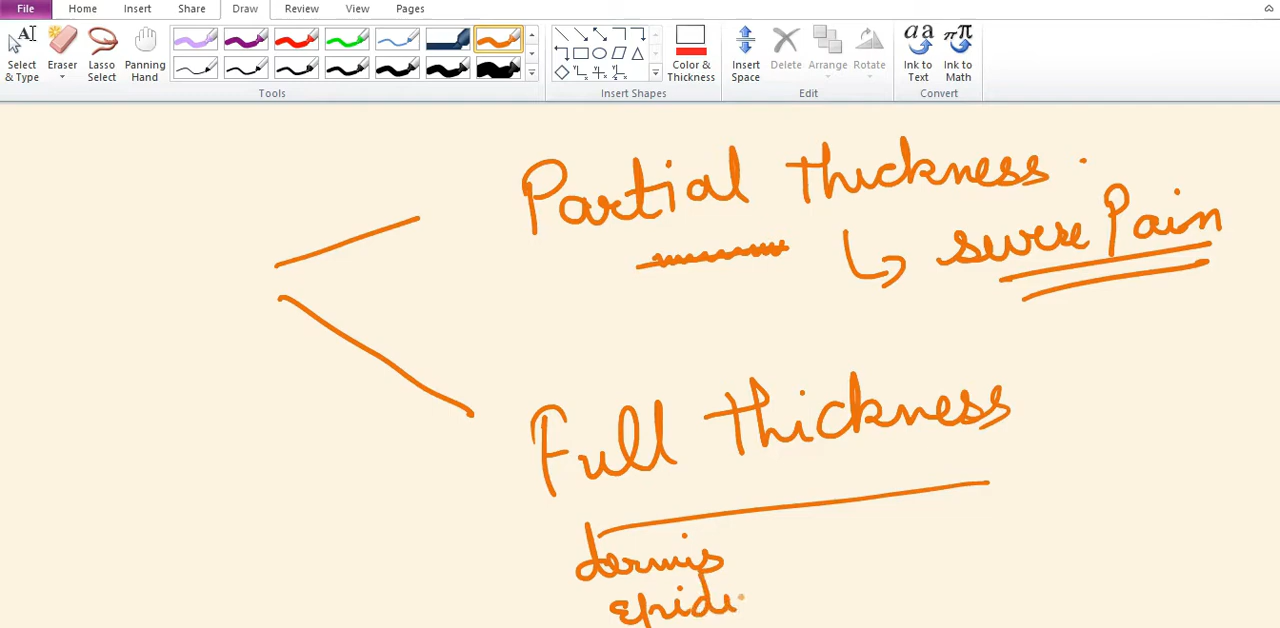 File Home Insert Share Draw Review View Pages
Select & Type
Eraser
Lasso Select
Panning Hand
Tools
Insert Shapes
Color & Thickness
Insert Space
Delete
Arrange
Rotate
Edit
aa
Ink to Text
ππ
Ink to Math
Convert
Partial thickness.
severe Pain
Full thickness
dermis
epide